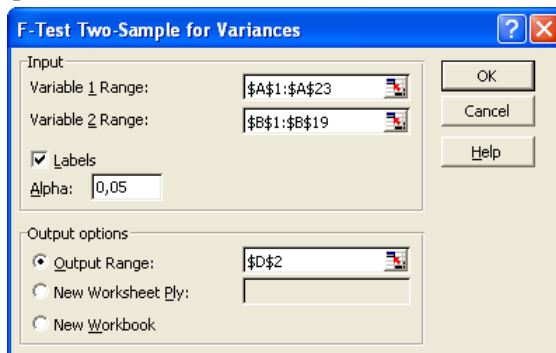 F-Test Two-Sample for Variances
Input
Variable 1 Range: $A$1:$A$23
Variable 2 Range: $B$1:$B$19
Labels
Alpha: 0,05
OK
Cancel
Help
Output options
Output Range: $D$2
New Worksheet Ply:
New Workbook